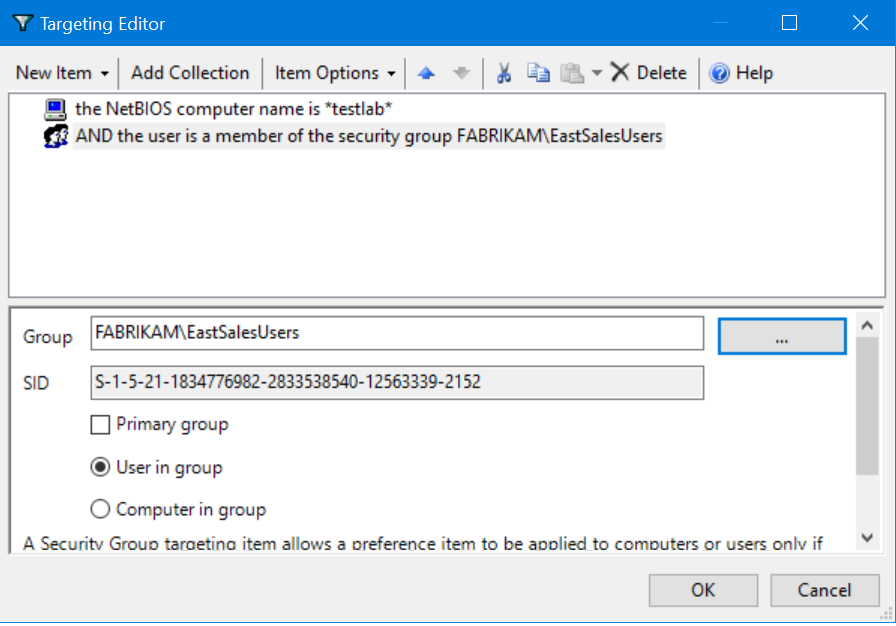 Targeting Editor
New Item Add Collection Item Options Delete Help
the NetBIOS computer name is *testlab*
AND the user is a member of the security group FABRIKAM\EastSalesUsers
Group FABRIKAM\EastSalesUsers ...
SID S-1-5-21-1834776982-2833538540-12563339-2152
Primary group
User in group
Computer in group
A Security Group targeting item allows a preference item to be applied to computers or users only if
OK Cancel